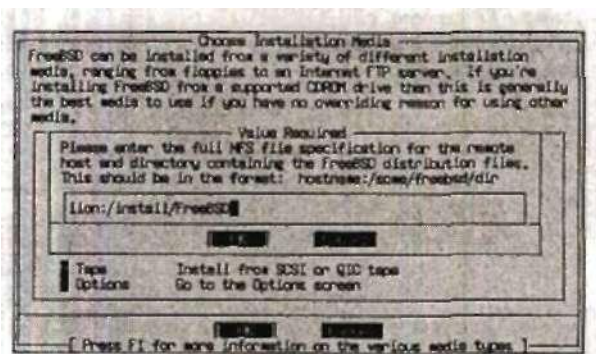 Choose Installation Media
FreeBSD can be installed from a variety of different installation
media, ranging from floppies to an Internet FTP server. If you're
installing FreeBSD from a supported CDROM drive then this is generally
the best media to use if you have no overriding reason for using other
media.
Value Required
Please enter the full NFS file specification for the remote
host and directory containing the FreeBSD distribution files.
This should be in the format: hostname:/some/freebsd/dir
lion:/install/FreeBSD
Tape Install from SCSI or QIC tape
Options Go to the Options screen
[ Press F1 for more information on the various media types ]